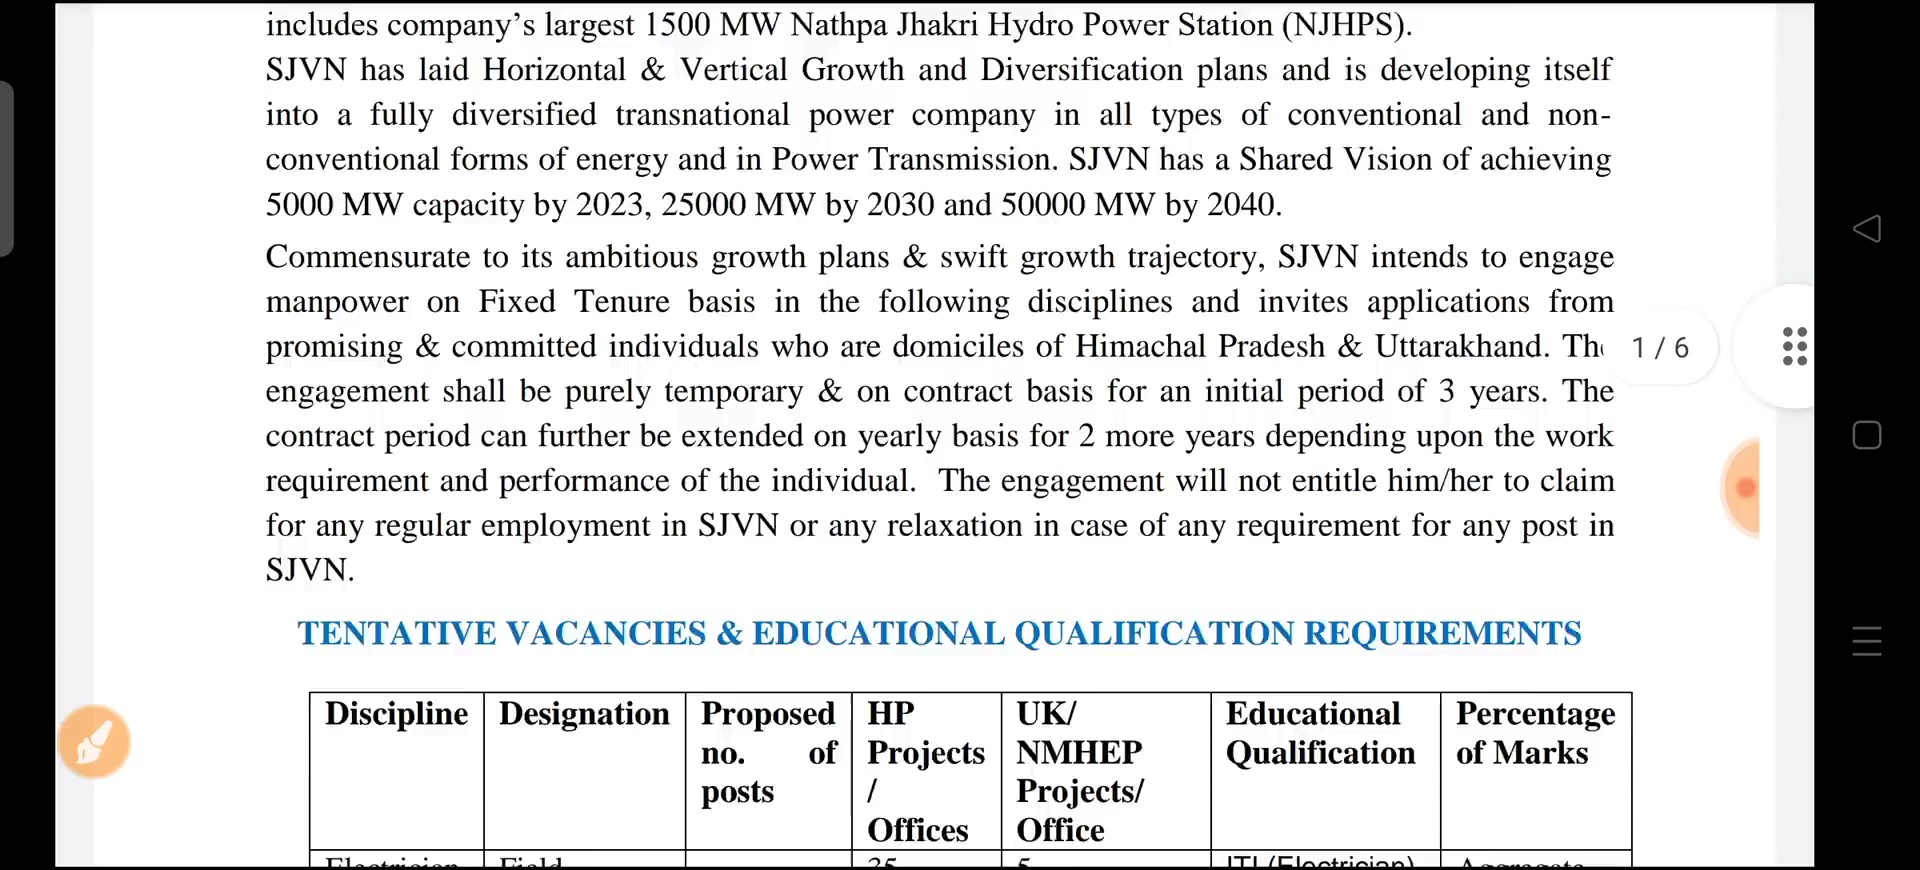 includes company's largest 1500 MW Nathpa Jhakri Hydro Power Station (NJHPS).
SJVN has laid Horizontal & Vertical Growth and Diversification plans and is developing itself
into a fully diversified transnational power company in all types of conventional and non-
conventional forms of energy and in Power Transmission. SJVN has a Shared Vision of achieving
5000 MW capacity by 2023, 25000 MW by 2030 and 50000 MW by 2040.
Commensurate to its ambitious growth plans & swift growth trajectory, SJVN intends to engage
manpower on Fixed Tenure basis in the following disciplines and invites applications from
promising & committed individuals who are domiciles of Himachal Pradesh & Uttarakhand. The
1 / 6
engagement shall be purely temporary & on contract basis for an initial period of 3 years. The
contract period can further be extended on yearly basis for 2 more years depending upon the work
requirement and performance of the individual. The engagement will not entitle him/her to claim
for any regular employment in SJVN or any relaxation in case of any requirement for any post in
SJVN.
TENTATIVE VACANCIES & EDUCATIONAL QUALIFICATION REQUIREMENTS
Discipline Designation Proposed HP UK/ Educational Percentage
no. of Projects NMHEP Qualification of Marks
posts / Projects/
Offices Office
Electrician Field 35 5 ITI (Electrician) Aggregate